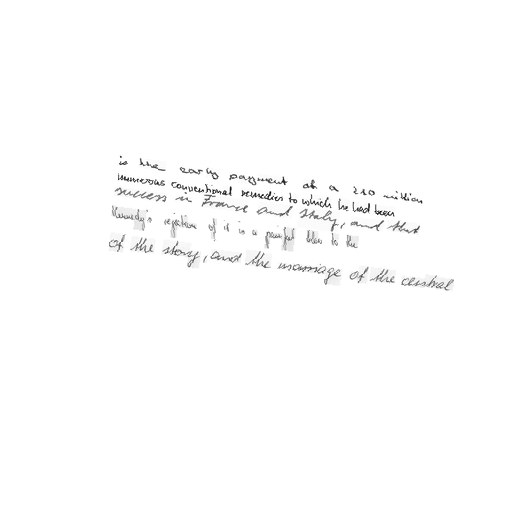 is the early payment of a 210 million
numerous conventional remedies to which he had been
success in France and Italy, and that
Kennedy's rejection of it is a painful blow to the
of the story, and the marriage of the central